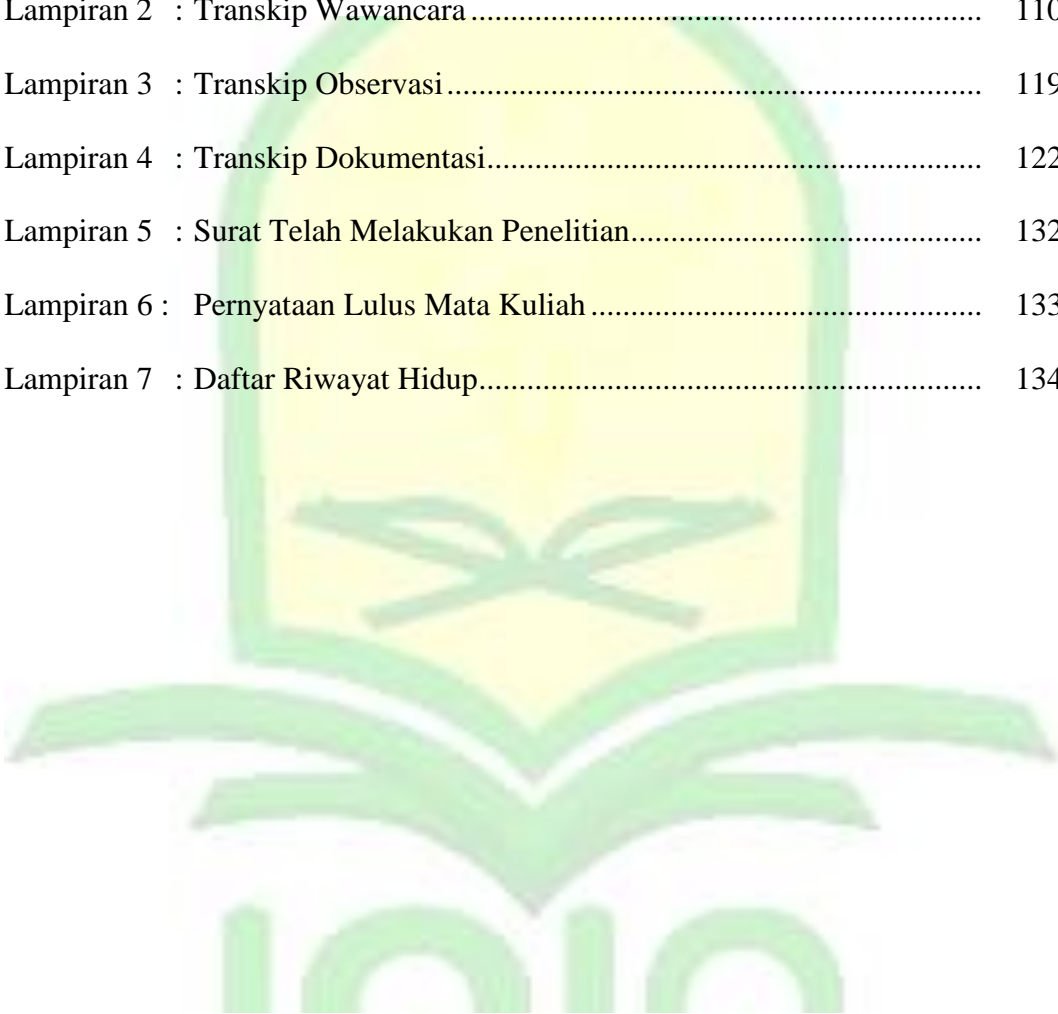 Lampiran 2 : Transkip Wawancara ................................................................ 110
Lampiran 3 : Transkip Observasi ................................................................... 119
Lampiran 4 : Transkip Dokumentasi.............................................................. 122
Lampiran 5 : Surat Telah Melakukan Penelitian............................................ 132
Lampiran 6 : Pernyataan Lulus Mata Kuliah ................................................. 133
Lampiran 7 : Daftar Riwayat Hidup............................................................... 134